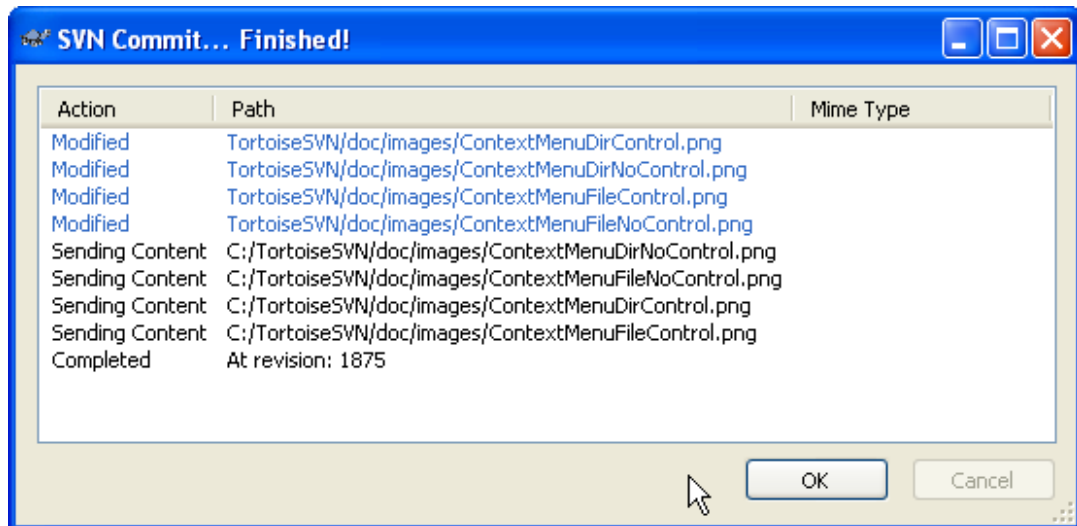 SVN Commit... Finished!
Action Path Mime Type
Modified TortoiseSVN/doc/images/ContextMenuDirControl.png
Modified TortoiseSVN/doc/images/ContextMenuDirNoControl.png
Modified TortoiseSVN/doc/images/ContextMenuFileControl.png
Modified TortoiseSVN/doc/images/ContextMenuFileNoControl.png
Sending Content C:/TortoiseSVN/doc/images/ContextMenuDirNoControl.png
Sending Content C:/TortoiseSVN/doc/images/ContextMenuFileNoControl.png
Sending Content C:/TortoiseSVN/doc/images/ContextMenuDirControl.png
Sending Content C:/TortoiseSVN/doc/images/ContextMenuFileControl.png
Completed At revision: 1875
OK Cancel